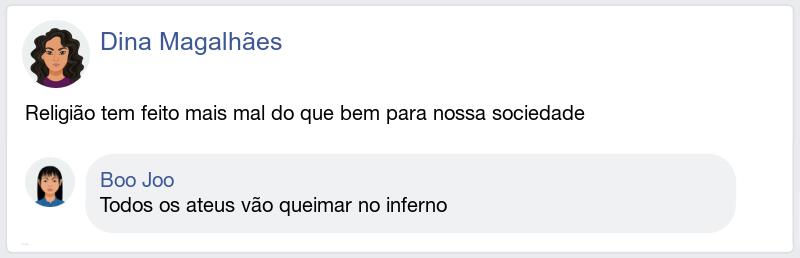 Dina Magalhães
Religião tem feito mais mal do que bem para nossa sociedade
Boo Joo
Todos os ateus vão queimar no inferno